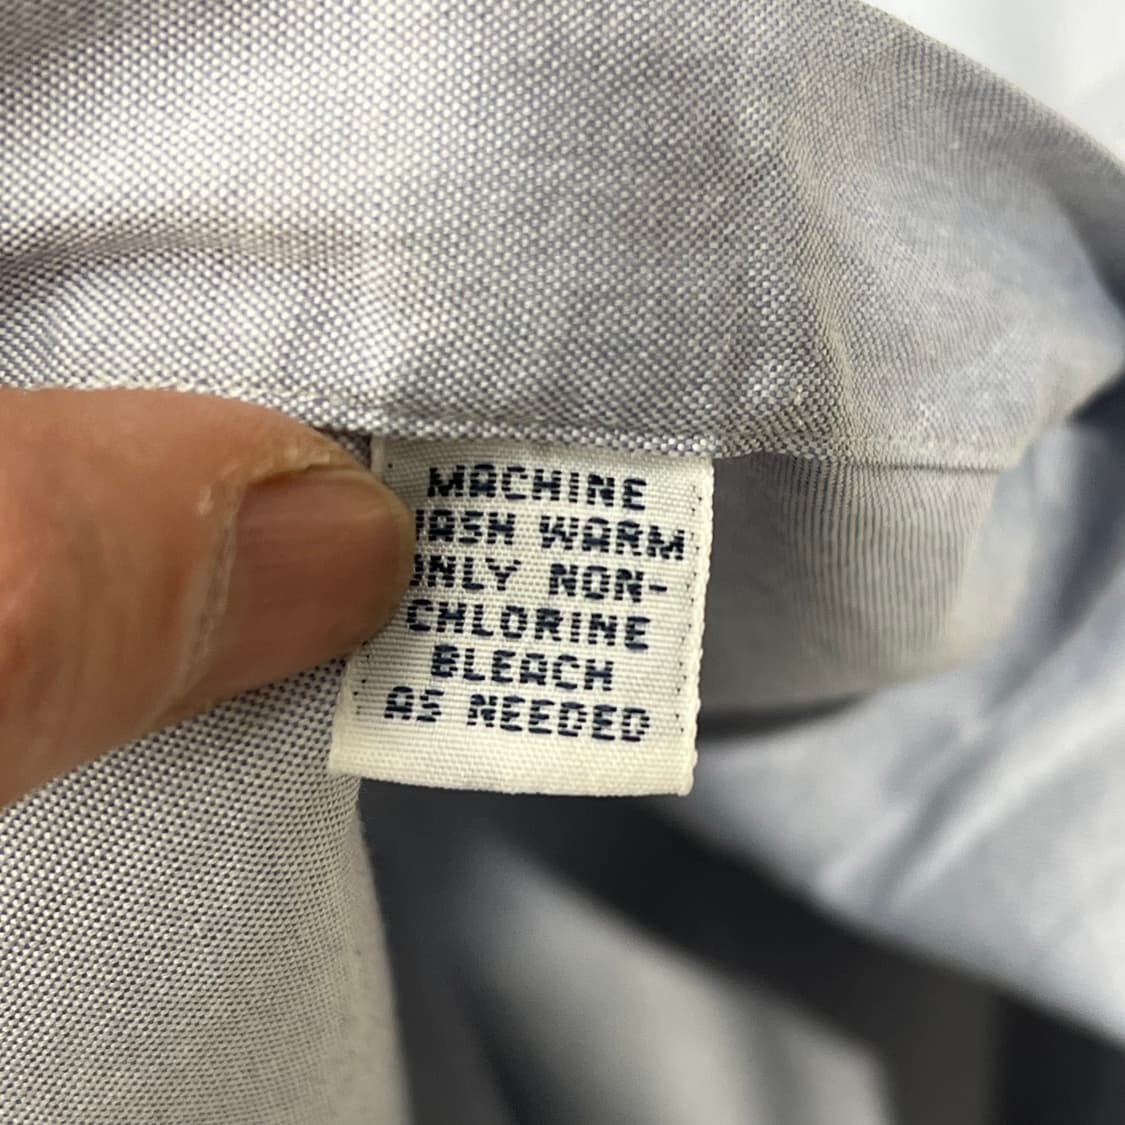 MACHINE
WASH WARM
ONLY NON-
CHLORINE
BLEACH
AS NEEDED